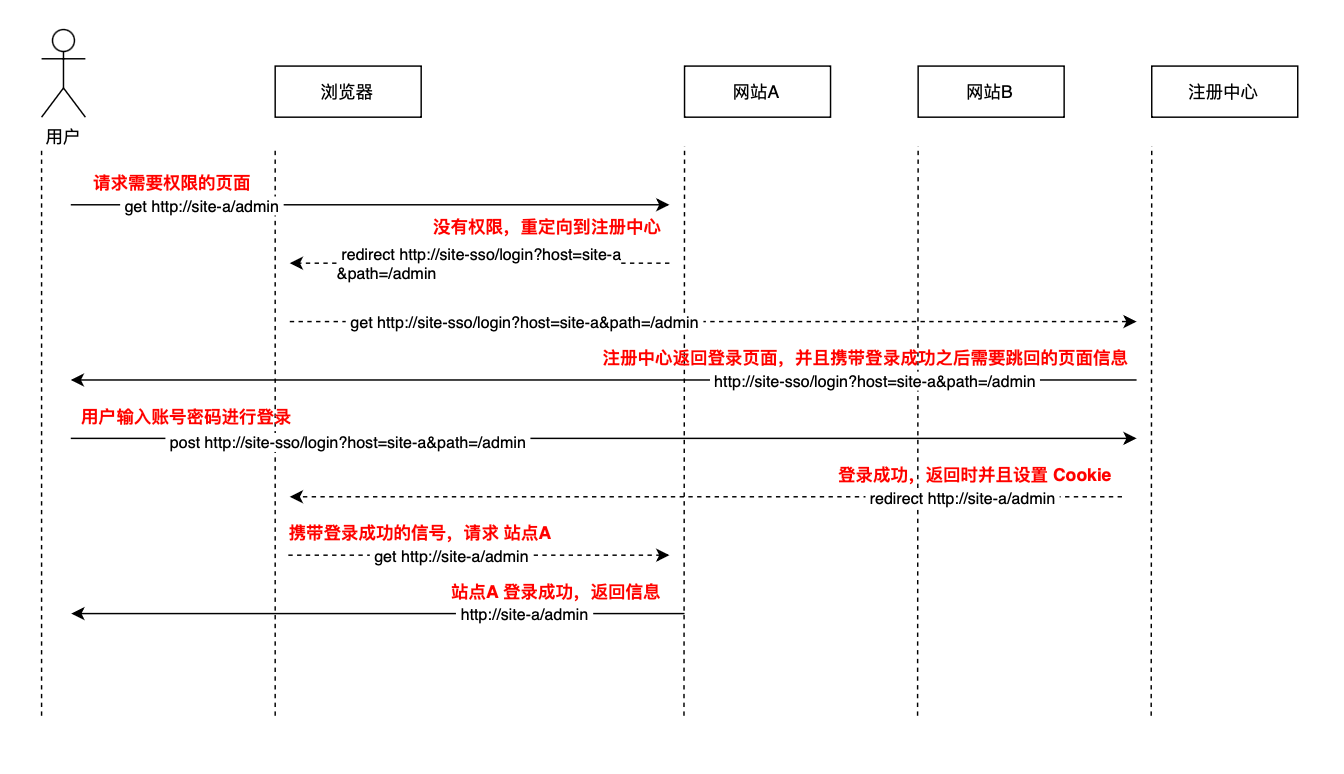 用户
浏览器
网站A
网站B
注册中心
请求需要权限的页面
get http://site-a/admin
没有权限，重定向到注册中心
redirect http://site-sso/login?host=site-a
&path=/admin
get http://site-sso/login?host=site-a&path=/admin
注册中心返回登录页面，并且携带登录成功之后需要跳回的页面信息
http://site-sso/login?host=site-a&path=/admin
用户输入账号密码进行登录
post http://site-sso/login?host=site-a&path=/admin
登录成功，返回时并且设置 Cookie
redirect http://site-a/admin
携带登录成功的信号，请求 站点A
get http://site-a/admin
站点A 登录成功，返回信息
http://site-a/admin